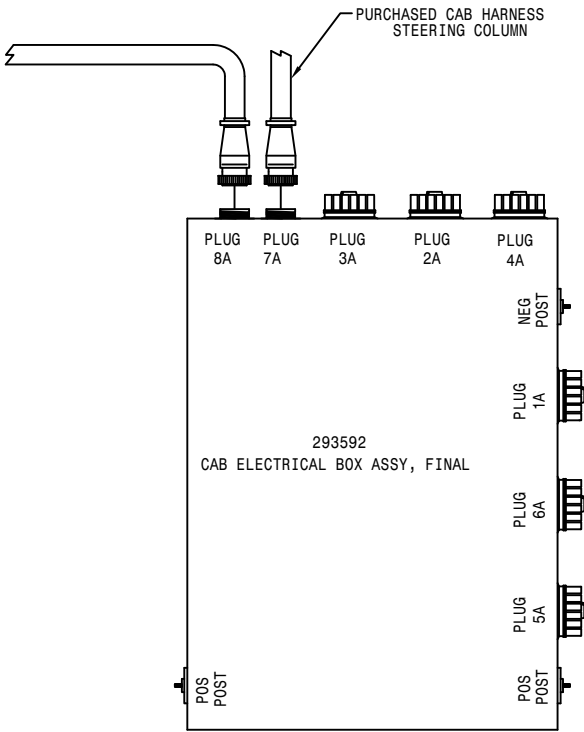 PURCHASED CAB HARNESS
STEERING COLUMN
PLUG
8A
PLUG
7A
PLUG
3A
PLUG
2A
PLUG
4A
NEG
POST
PLUG
1A
293592
CAB ELECTRICAL BOX ASSY, FINAL
PLUG
6A
PLUG
5A
POS
POST
POS
POST